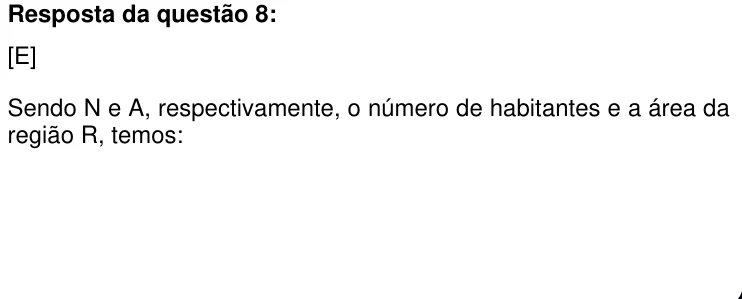 Resposta da questão 8:
[E]
Sendo N e A, respectivamente, o número de habitantes e a área da
região R, temos: